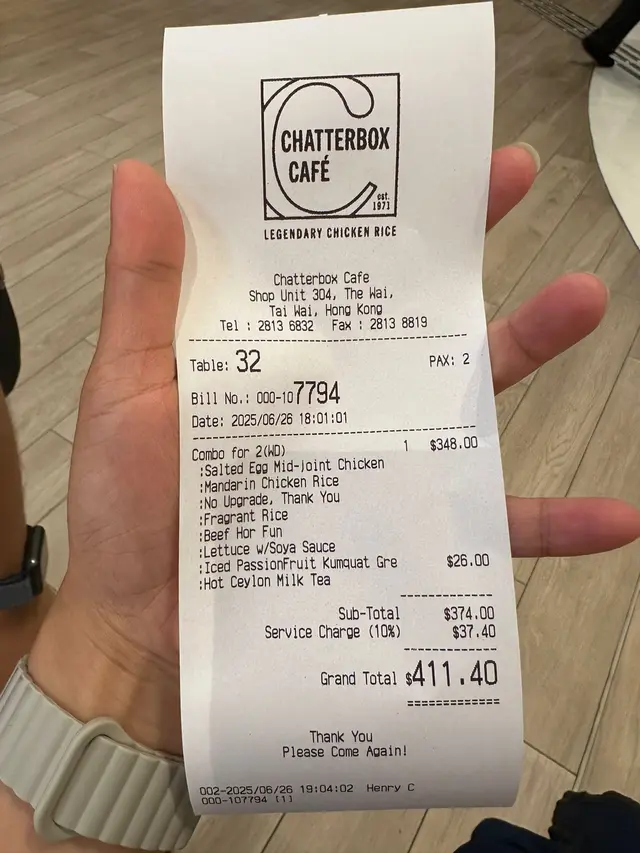 CHATTERBOX
CAFÉ
est.
1971
LEGENDARY CHICKEN RICE
Chatterbox Cafe
Shop Unit 304, The Wai,
Tai Wai, Hong Kong
Tel : 2813 6832 Fax : 2813 8819
Table: 32 PAX: 2
Bill No.: 000-107794
Date: 2025/06/26 18:01:01
Combo for 2(WD) 1 $348.00
:Salted Egg Mid-joint Chicken
:Mandarin Chicken Rice
:No Upgrade, Thank You
:Fragrant Rice
:Beef Hor Fun
:Lettuce w/Soya Sauce
:Iced PassionFruit Kumquat Gre $26.00
:Hot Ceylon Milk Tea
Sub-Total $374.00
Service Charge (10%) $37.40
Grand Total $411.40
Thank You
Please Come Again!
002-2025/06/26 19:04:02 Henry C
000-107794 [1]